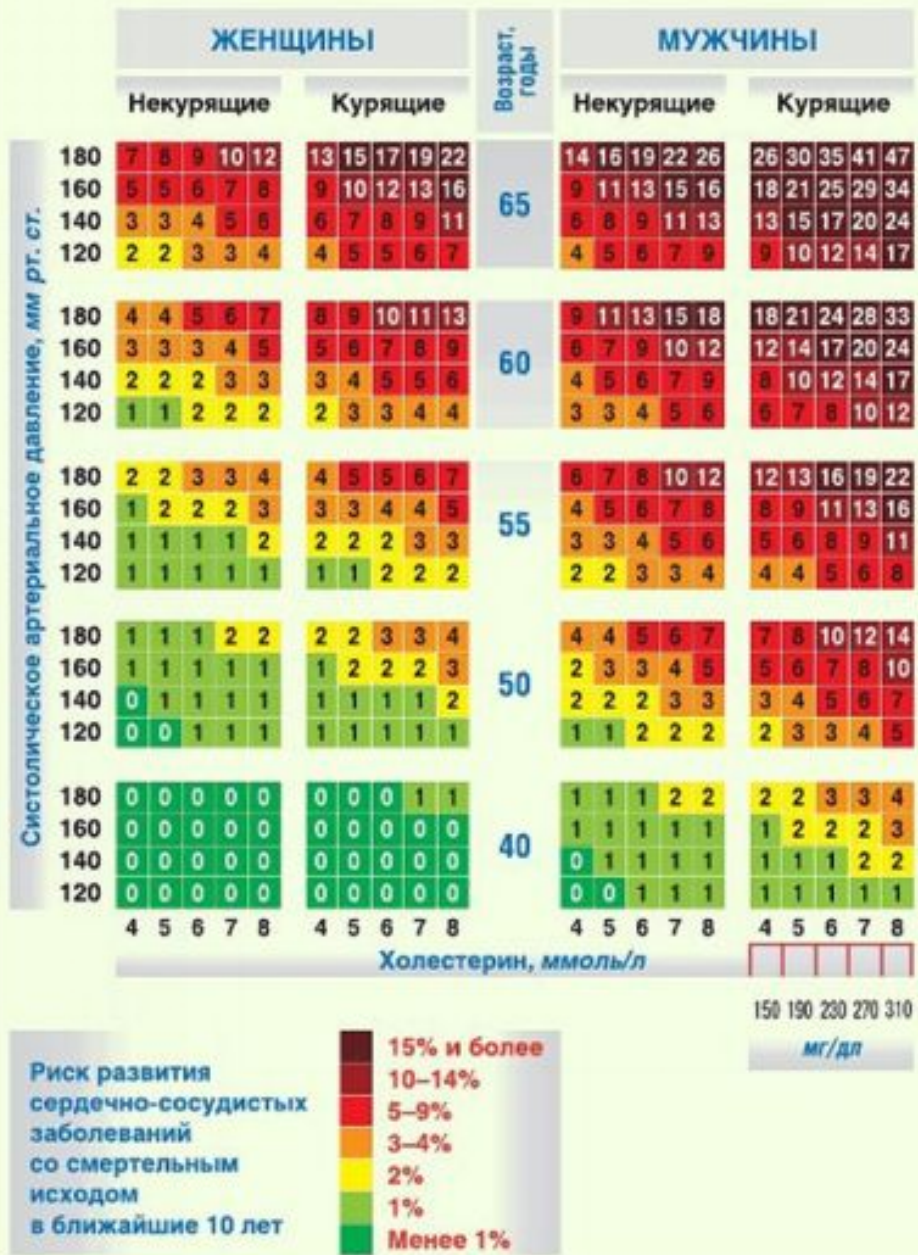 ЖЕНЩИНЫ Возраст, годы МУЖЧИНЫ
Некурящие Курящие Некурящие Курящие
Систолическое артериальное давление, мм рт. ст.
180 7 8 9 10 12 13 15 17 19 22 14 16 19 22 26 26 30 35 41 47
160 5 5 6 7 8 9 10 12 13 16 65 9 11 13 15 16 18 21 25 29 34
140 3 3 4 5 6 6 7 8 9 11 6 8 9 11 13 13 15 17 20 24
120 2 2 3 3 4 4 5 5 6 7 4 5 6 7 9 9 10 12 14 17
180 4 4 5 6 7 8 9 10 11 13 9 11 13 15 18 18 21 24 28 33
160 3 3 3 4 5 5 6 7 8 9 60 6 7 9 10 12 12 14 17 20 24
140 2 2 2 3 3 3 4 5 5 6 4 5 6 7 9 8 10 12 14 17
120 1 1 2 2 2 2 3 3 4 4 3 3 4 5 6 6 7 8 10 12
180 2 2 3 3 4 4 5 5 6 7 6 7 8 10 12 12 13 16 19 22
160 1 2 2 2 3 3 3 4 4 5 55 4 5 6 7 8 8 9 11 13 16
140 1 1 1 1 2 2 2 2 3 3 3 3 4 5 6 5 6 8 9 11
120 1 1 1 1 1 1 1 2 2 2 2 2 3 3 4 4 4 5 6 8
180 1 1 1 2 2 2 2 3 3 4 4 4 5 6 7 7 8 10 12 14
160 1 1 1 1 1 1 2 2 2 3 50 2 3 3 4 5 5 6 7 8 10
140 0 1 1 1 1 1 1 1 1 2 2 2 2 3 3 3 4 5 6 7
120 0 0 1 1 1 1 1 1 1 1 1 1 2 2 2 2 3 3 4 5
180 0 0 0 0 0 0 0 0 1 1 1 1 1 2 2 2 2 3 3 4
160 0 0 0 0 0 0 0 0 0 0 40 1 1 1 1 1 1 2 2 2 3
140 0 0 0 0 0 0 0 0 0 0 0 1 1 1 1 1 1 1 2 2
120 0 0 0 0 0 0 0 0 0 0 0 0 1 1 1 1 1 1 1 1
4 5 6 7 8 4 5 6 7 8 4 5 6 7 8 4 5 6 7 8
Холестерин, ммоль/л
150 190 230 270 310
мг/дл
Риск развития
сердечно-сосудистых
заболеваний
со смертельным
исходом
в ближайшие 10 лет
15% и более
10–14%
5–9%
3–4%
2%
1%
Менее 1%